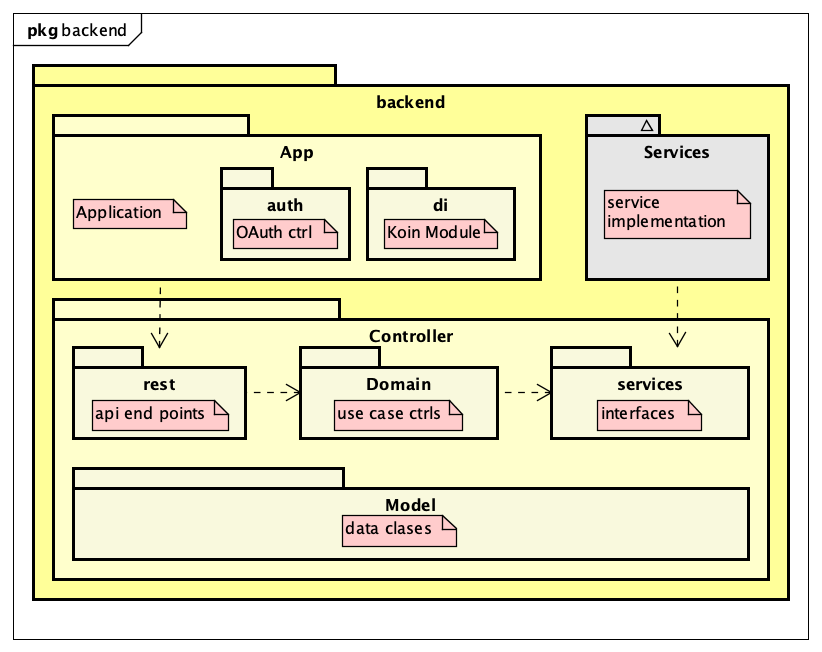 pkg backend
backend
App
Services
Application
auth
OAuth ctrl
di
Koin Module
service
implementation
Controller
rest
api end points
Domain
use case ctrls
services
interfaces
Model
data clases